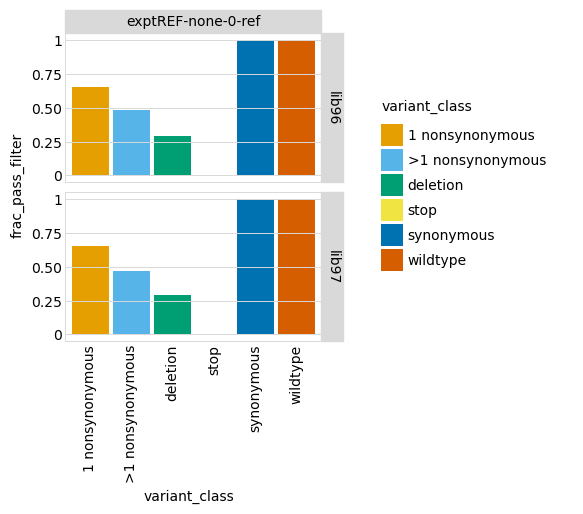 exptREF-none-0-ref
frac_pass_filter
1
0.75
0.50
0.25
0
lib96
1
0.75
0.50
0.25
0
lib97
1 nonsynonymous
>1 nonsynonymous
deletion
stop
synonymous
wildtype
variant_class
variant_class
1 nonsynonymous
>1 nonsynonymous
deletion
stop
synonymous
wildtype